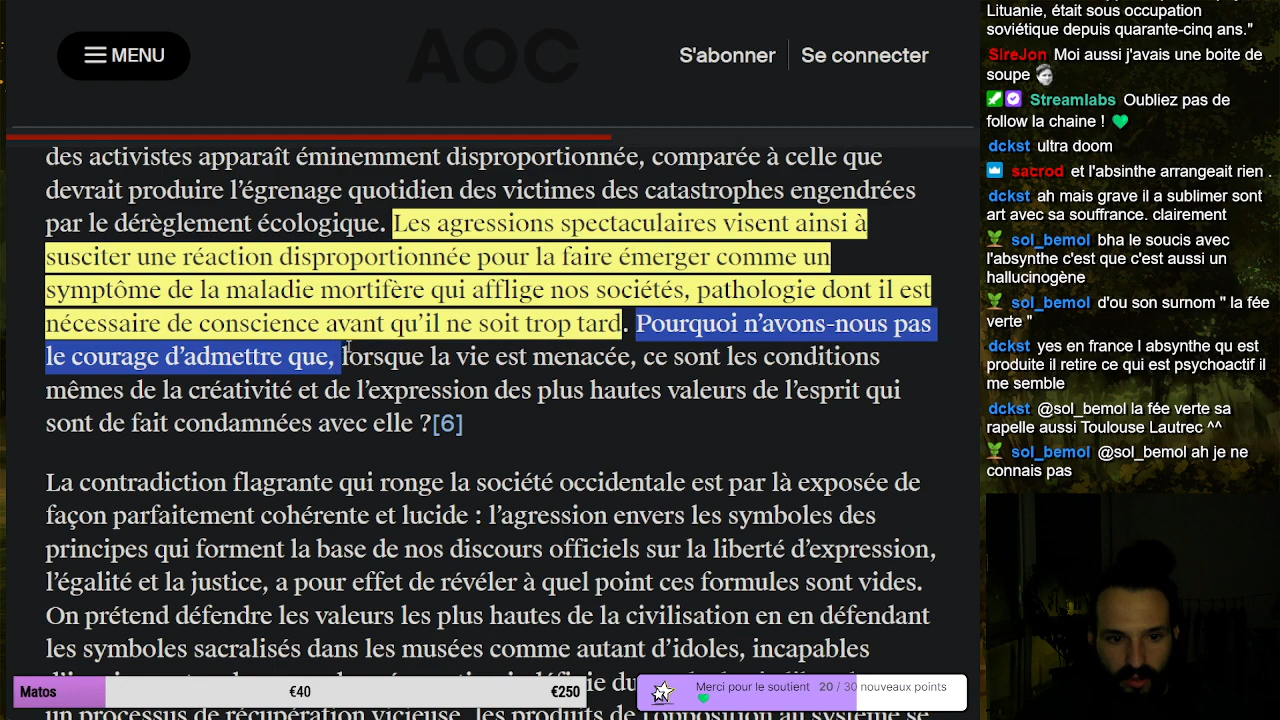 MENU
AOC
S'abonner
Se connecter
des activistes apparaît éminemment disproportionnée, comparée à celle que
devrait produire l’égrenage quotidien des victimes des catastrophes engendrées
par le dérèglement écologique. Les agressions spectaculaires visent ainsi à
susciter une réaction disproportionnée pour la faire émerger comme un
symptôme de la maladie mortifère qui afflige nos sociétés, pathologie dont il est
nécessaire de conscience avant qu’il ne soit trop tard. Pourquoi n’avons-nous pas
le courage d’admettre que, lorsque la vie est menacée, ce sont les conditions
mêmes de la créativité et de l’expression des plus hautes valeurs de l’esprit qui
sont de fait condamnées avec elle ?[6]
La contradiction flagrante qui ronge la société occidentale est par là exposée de
façon parfaitement cohérente et lucide : l’agression envers les symboles des
principes qui forment la base de nos discours officiels sur la liberté d’expression,
l’égalité et la justice, a pour effet de révéler à quel point ces formules sont vides.
On prétend défendre les valeurs les plus hautes de la civilisation en en défendant
les symboles sacralisés dans les musées comme autant d’idoles, incapables
un processus de récupération vicieuse, les produits de l’opposition au système se
Matos
€40
€250
Merci pour le soutient 20 / 30 nouveaux points
Lituanie, était sous occupation
soviétique depuis quarante-cinq ans."
SireJon Moi aussi j'avais une boite de
soupe
Streamlabs Oubliez pas de
follow la chaine !
dckst ultra doom
sacrod et l'absinthe arrangeait rien .
dckst ah mais grave il a sublimer sont
art avec sa souffrance. clairement
sol_bemol bha le soucis avec
l'absynthe c'est que c'est aussi un
hallucinogène
sol_bemol d'ou son surnom " la fée
verte "
dckst yes en france l absynthe qu est
produite il retire ce qui est psychoactif il
me semble
dckst @sol_bemol la fée verte sa
rapelle aussi Toulouse Lautrec ^^
sol_bemol @sol_bemol ah je ne
connais pas